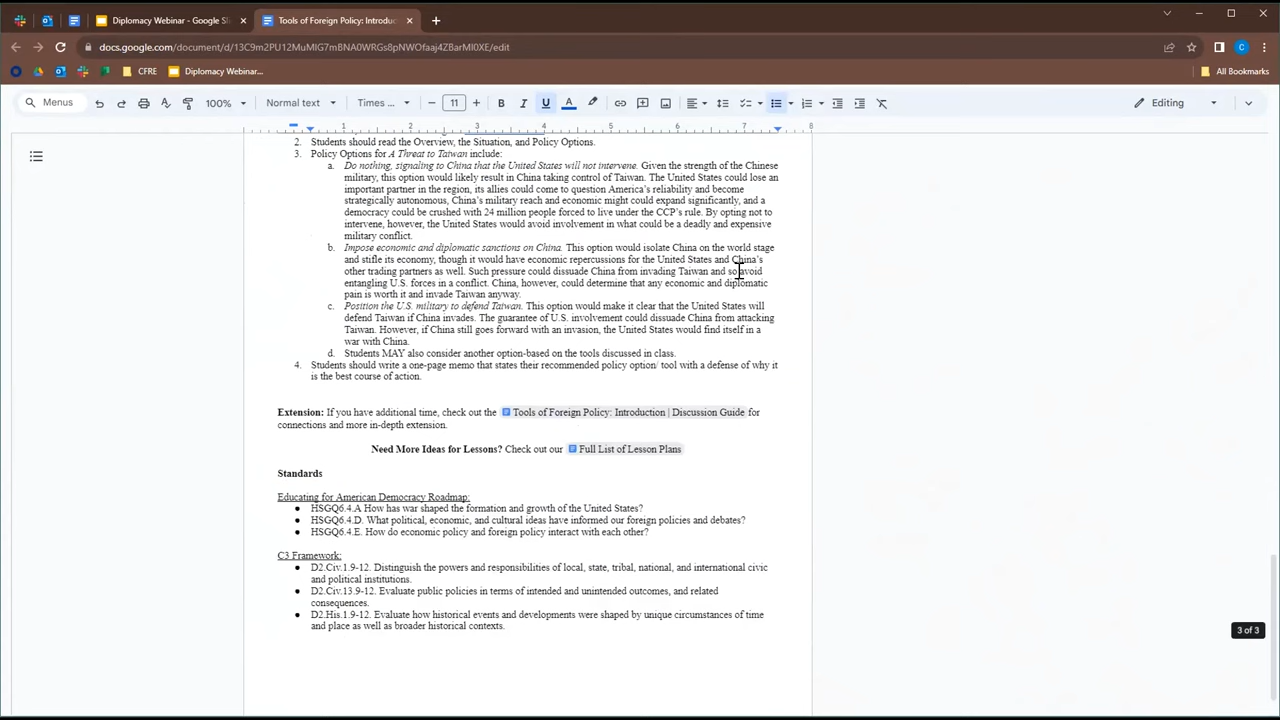 Diplomacy Webinar - Google Sl
Tools of Foreign Policy: Introduc
docs.google.com/document/d/13C9m2PU12MuMlG7mBNA0WRGs8pNWOfaaj4ZBarMl0XE/edit
C
CFRE
Diplomacy Webinar...
All Bookmarks
Menus
100%
Normal text
Times ...
11
Editing
1 2 3 4 5 6 7 8
2. Students should read the Overview, the Situation, and Policy Options.
3. Policy Options for A Threat to Taiwan include:
a. Do nothing, signaling to China that the United States will not intervene. Given the strength of the Chinese
military, this option would likely result in China taking control of Taiwan. The United States could lose an
important partner in the region, its allies could come to question America's reliability and become
strategically autonomous, China's military reach and economic might could expand significantly, and a
democracy could be crushed with 24 million people forced to live under the CCP's rule. By opting not to
intervene, however, the United States would avoid involvement in what could be a deadly and expensive
military conflict.
b. Impose economic and diplomatic sanctions on China. This option would isolate China on the world stage
and stifle its economy, though it would have economic repercussions for the United States and China's
other trading partners as well. Such pressure could dissuade China from invading Taiwan and so avoid
entangling U.S. forces in a conflict. China, however, could determine that any economic and diplomatic
pain is worth it and invade Taiwan anyway.
c. Position the U.S. military to defend Taiwan. This option would make it clear that the United States will
defend Taiwan if China invades. The guarantee of U.S. involvement could dissuade China from attacking
Taiwan. However, if China still goes forward with an invasion, the United States would find itself in a
war with China.
d. Students MAY also consider another option-based on the tools discussed in class.
4. Students should write a one-page memo that states their recommended policy option/ tool with a defense of why it
is the best course of action.
Extension: If you have additional time, check out the Tools of Foreign Policy: Introduction | Discussion Guide for
connections and more in-depth extension.
Need More Ideas for Lessons? Check out our Full List of Lesson Plans
Standards
Educating for American Democracy Roadmap:
● HSGQ6.4.A How has war shaped the formation and growth of the United States?
● HSGQ6.4.D. What political, economic, and cultural ideas have informed our foreign policies and debates?
● HSGQ6.4.E. How do economic policy and foreign policy interact with each other?
C3 Framework:
● D2.Civ.1.9-12. Distinguish the powers and responsibilities of local, state, tribal, national, and international civic
and political institutions.
● D2.Civ.13.9-12. Evaluate public policies in terms of intended and unintended outcomes, and related
consequences.
● D2.His.1.9-12. Evaluate how historical events and developments were shaped by unique circumstances of time
and place as well as broader historical contexts.
3 of 3